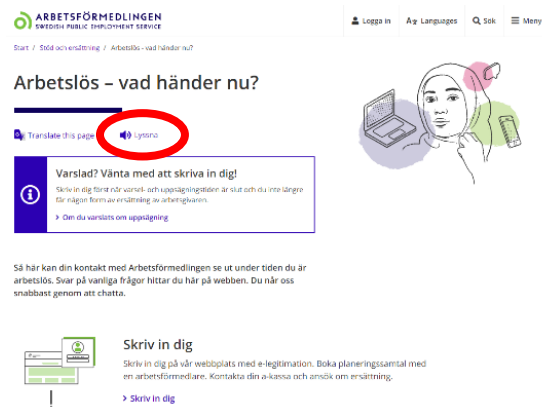 ARBETSFÖRMEDLINGEN
SWEDISH PUBLIC EMPLOYMENT SERVICE
Logga in
Languages
Sök
Meny
Start / Stöd och ersättning / Arbetslös - vad händer nu?
Arbetslös – vad händer nu?
Translate this page
Lyssna
Varslad? Vänta med att skriva in dig!
Skriv in dig först när varsel- och uppsägningstiden är slut och du inte längre
får någon form av ersättning av arbetsgivaren.
> Om du varslats om uppsägning
Så här kan din kontakt med Arbetsförmedlingen se ut under tiden du är
arbetslös. Svar på vanliga frågor hittar du här på webben. Du når oss
snabbast genom att chatta.
Skriv in dig
Skriv in dig på vår webbplats med e-legitimation. Boka planeringssamtal med
en arbetsförmedlare. Kontakta din a-kassa och ansök om ersättning.
> Skriv in dig